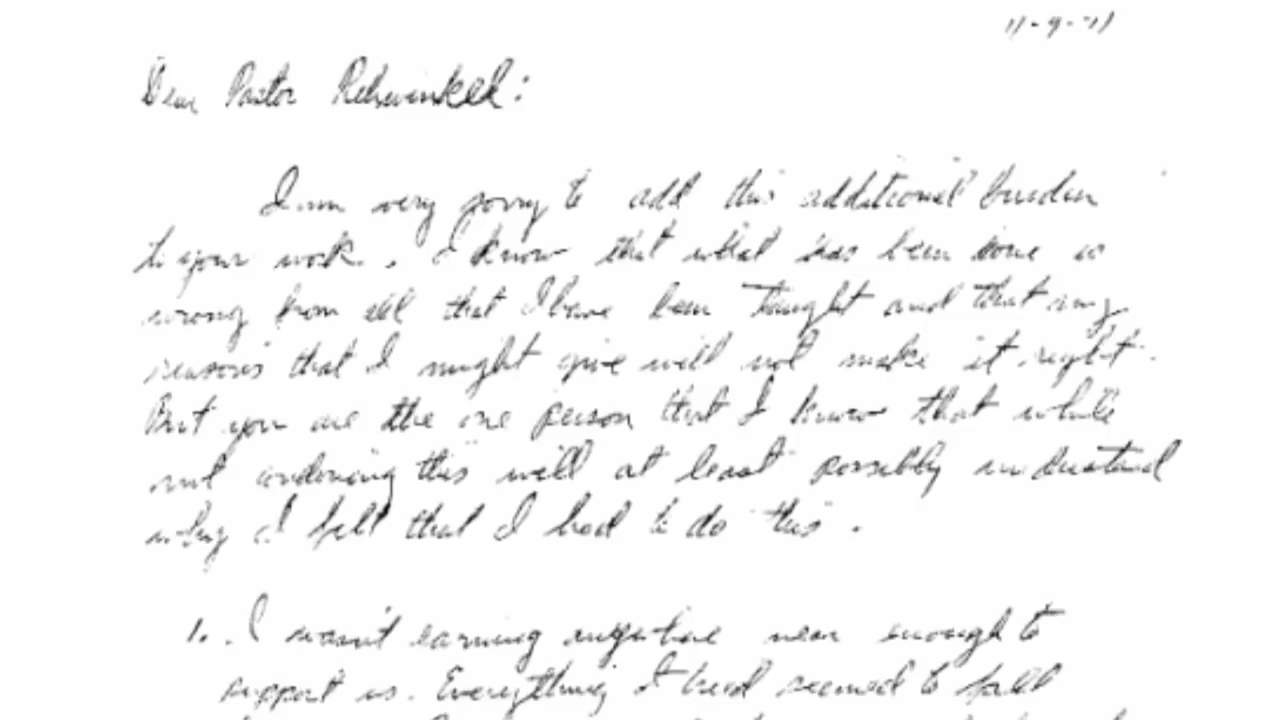 11-9-71
Dear Pastor Rehwinkel:
I am very sorry to add this additional burden
to your work. I know that what has been done is
wrong from all that I have been taught and that any
reasons that I might give will not make it right.
But you are the one person that I know that while
not condoning this will at least possibly understand
why I felt that I had to do this.
1. I wasn't earning anywhere near enough to
support us. Everything I tried seemed to fall